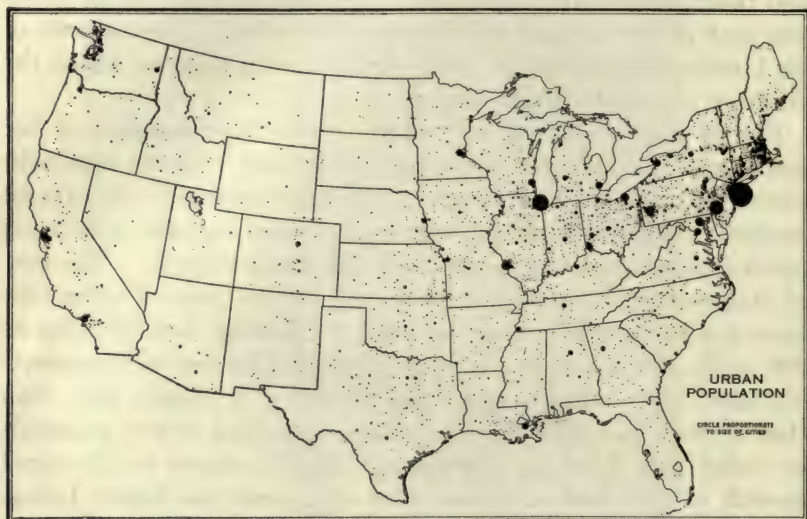 URBAN
POPULATION
CIRCLE PROPORTIONATE
TO SIZE OF CITIES